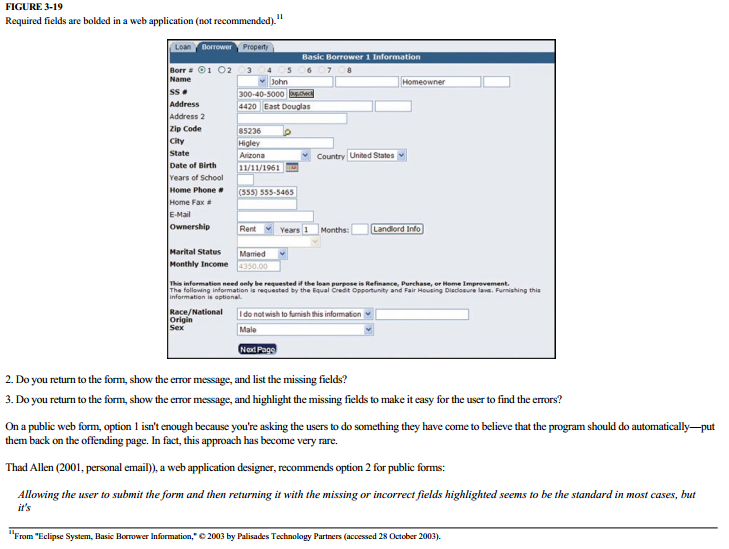 FIGURE 3-19
Required fields are bolded in a web application (not recommended).11
Loan Borrower Property
Basic Borrower 1 Information
Borr # 1 2 3 4 5 6 7 8
Name John Homeowner
SS # 300-40-5000 Dup.check
Address 4420 East Douglas
Address 2
Zip Code 85236
City Higley
State Arizona Country United States
Date of Birth 11/11/1961
Years of School
Home Phone # (555) 555-5465
Home Fax #
E-Mail
Ownership Rent Years 1 Months: Landlord Info
Marital Status Married
Monthly Income 4350.00
This information need only be requested if the loan purpose is Refinance, Purchase, or Home Improvement.
The following information is requested by the Equal Credit Opportunity and Fair Housing Disclosure laws. Furnishing this
information is optional.
Race/National I do not wish to furnish this information
Origin
Sex Male
Next Page
2. Do you return to the form, show the error message, and list the missing fields?
3. Do you return to the form, show the error message, and highlight the missing fields to make it easy for the user to find the errors?
On a public web form, option 1 isn't enough because you're asking the users to do something they have come to believe that the program should do automatically—put
them back on the offending page. In fact, this approach has become very rare.
Thad Allen (2001, personal email)), a web application designer, recommends option 2 for public forms:
Allowing the user to submit the form and then returning it with the missing or incorrect fields highlighted seems to be the standard in most cases, but
it's
11From "Eclipse System, Basic Borrower Information," © 2003 by Palisades Technology Partners (accessed 28 October 2003).